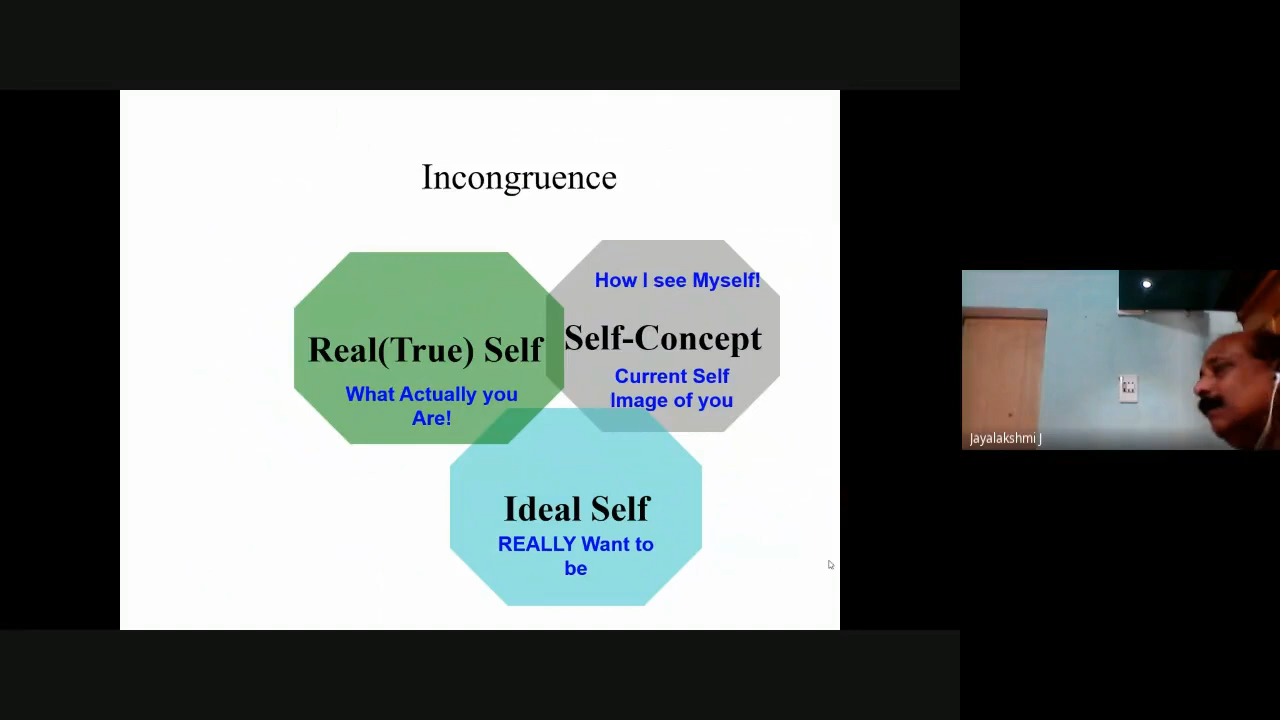 Incongruence
How I see Myself!
Real(True) Self
Self-Concept
What Actually you
Are!
Current Self
Image of you
Ideal Self
REALLY Want to
be
Jayalakshmi J